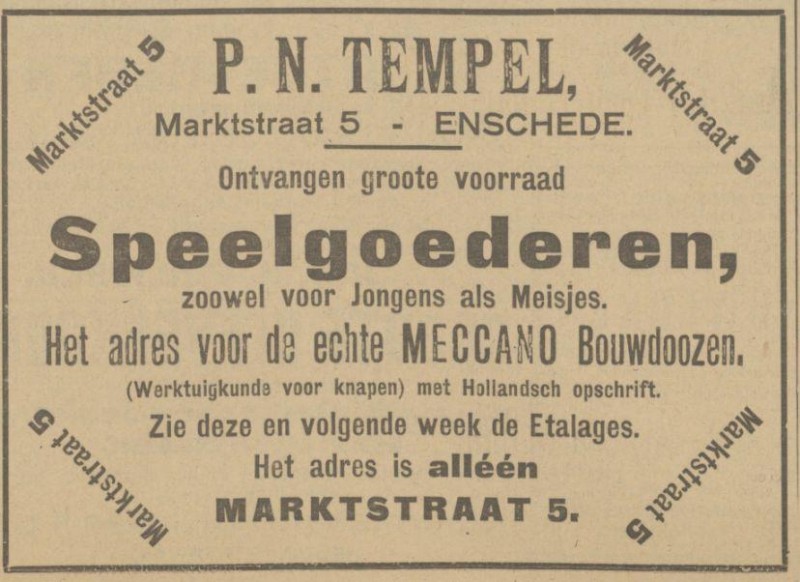 Marktstraat 5
P. N. TEMPEL,
Marktstraat 5
Marktstraat 5 - ENSCHEDE.
Ontvangen groote voorraad
Speelgoederen,
zoowel voor Jongens als Meisjes.
Het adres voor de echte MECCANO Bouwdoozen.
(Werktuigkunde voor knapen) met Hollandsch opschrift.
Zie deze en volgende week de Etalages.
Het adres is alléén
MARKTSTRAAT 5.
Marktstraat 5
Marktstraat 5